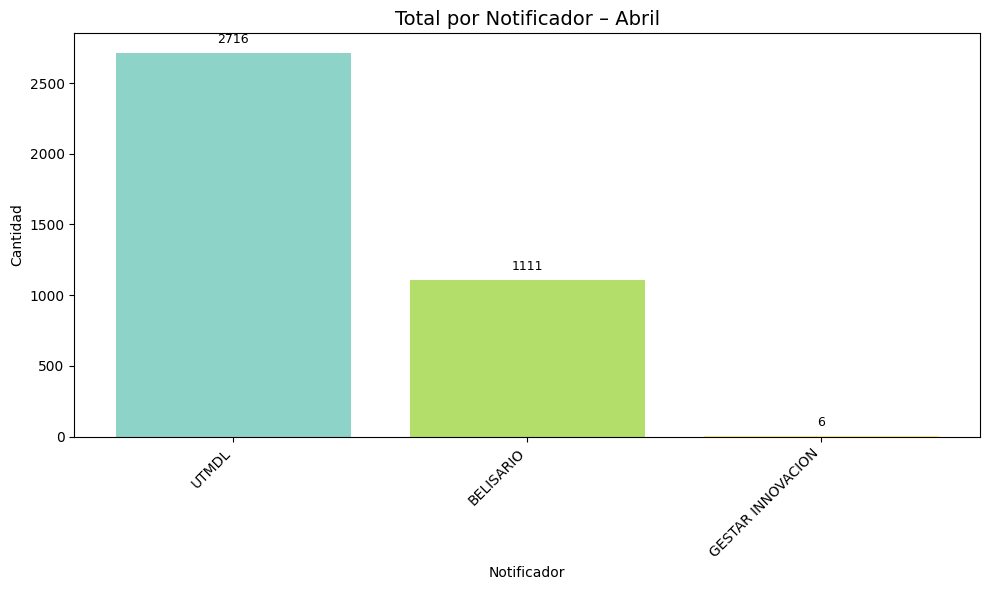 Total por Notificador – Abril
2716
1111
6
2500
2000
1500
1000
500
0
Cantidad
UTMDL
BELISARIO
GESTAR INNOVACION
Notificador